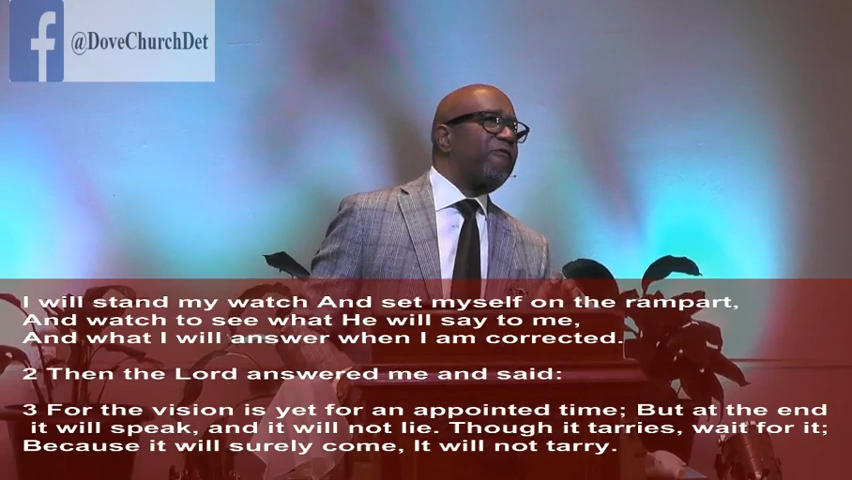 f @DoveChurchDet
I will stand my watch And set myself on the rampart,
And watch to see what He will say to me,
And what I will answer when I am corrected.
2 Then the Lord answered me and said:
3 For the vision is yet for an appointed time; But at the end
it will speak, and it will not lie. Though it tarries, wait for it;
Because it will surely come, It will not tarry.